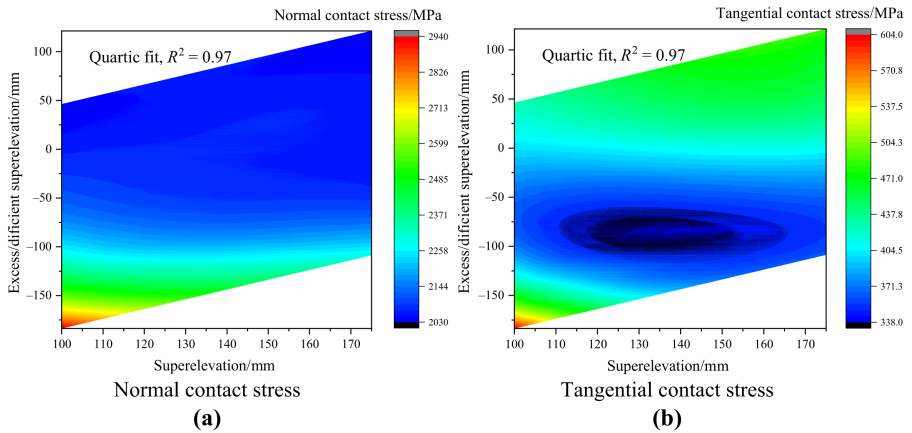 Normal contact stress/MPa
Quartic fit, R² = 0.97
Excess/dificient superelevation/mm
100
50
0
−50
−100
−150
100 110 120 130 140 150 160 170
Superelevation/mm
2940
2826
2713
2599
2485
2371
2258
2144
2030
Normal contact stress
(a)
Tangential contact stress/MPa
Quartic fit, R² = 0.97
Excess/dificient superelevation/mm
100
50
0
−50
−100
−150
100 110 120 130 140 150 160 170
Superelevation/mm
604.0
570.8
537.5
504.3
471.0
437.8
404.5
371.3
338.0
Tangential contact stress
(b)